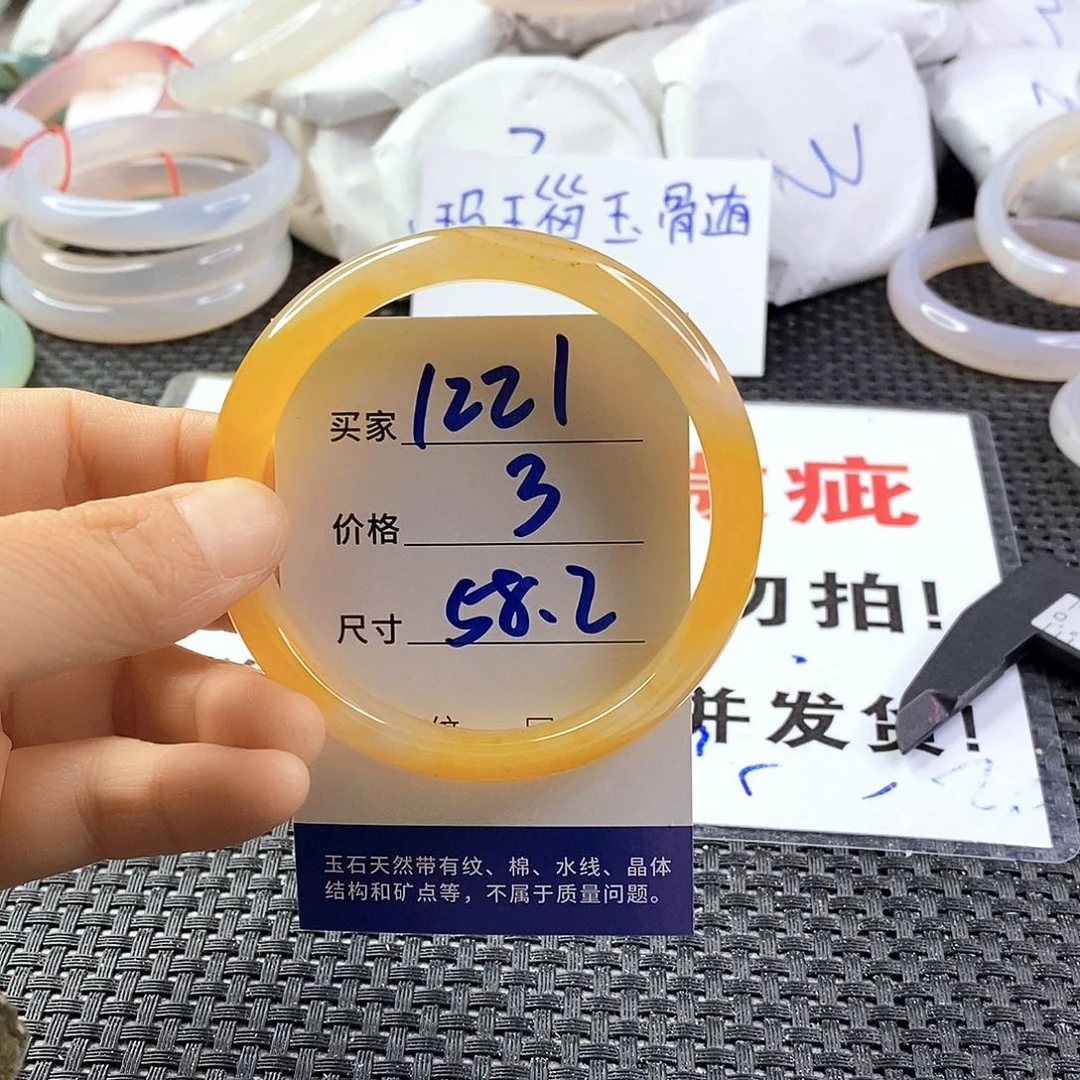 玛瑙玉骨髓
买家 1221
价格 3
尺寸 58.2
疵
勿拍!
并发货!
玉石天然带有纹、棉、水线、晶体
结构和矿点等，不属于质量问题。